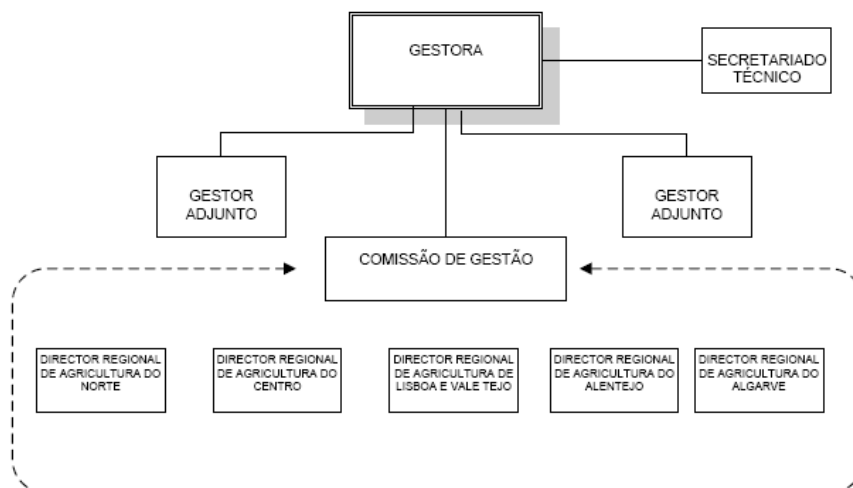 GESTORA
SECRETARIADO
TÉCNICO
GESTOR
ADJUNTO
GESTOR
ADJUNTO
COMISSÃO DE GESTÃO
DIRECTOR REGIONAL
DE AGRICULTURA DO
NORTE
DIRECTOR REGIONAL
DE AGRICULTURA DO
CENTRO
DIRECTOR REGIONAL
DE AGRICULTURA DE
LISBOA E VALE TEJO
DIRECTOR REGIONAL
DE AGRICULTURA DO
ALENTEJO
DIRECTOR REGIONAL
DE AGRICULTURA DO
ALGARVE